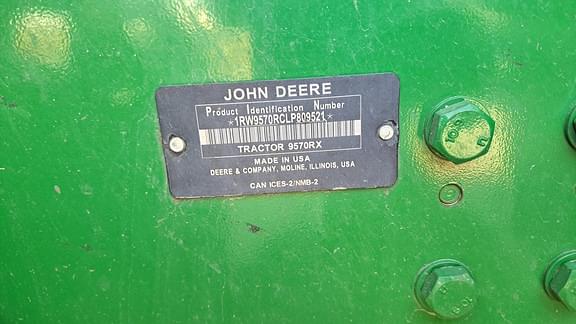 JOHN DEERE
Product Identification Number
*1RW9570RCLP809521*
TRACTOR 9570RX
MADE IN USA
DEERE & COMPANY, MOLINE, ILLINOIS, USA
CAN ICES-2/NMB-2